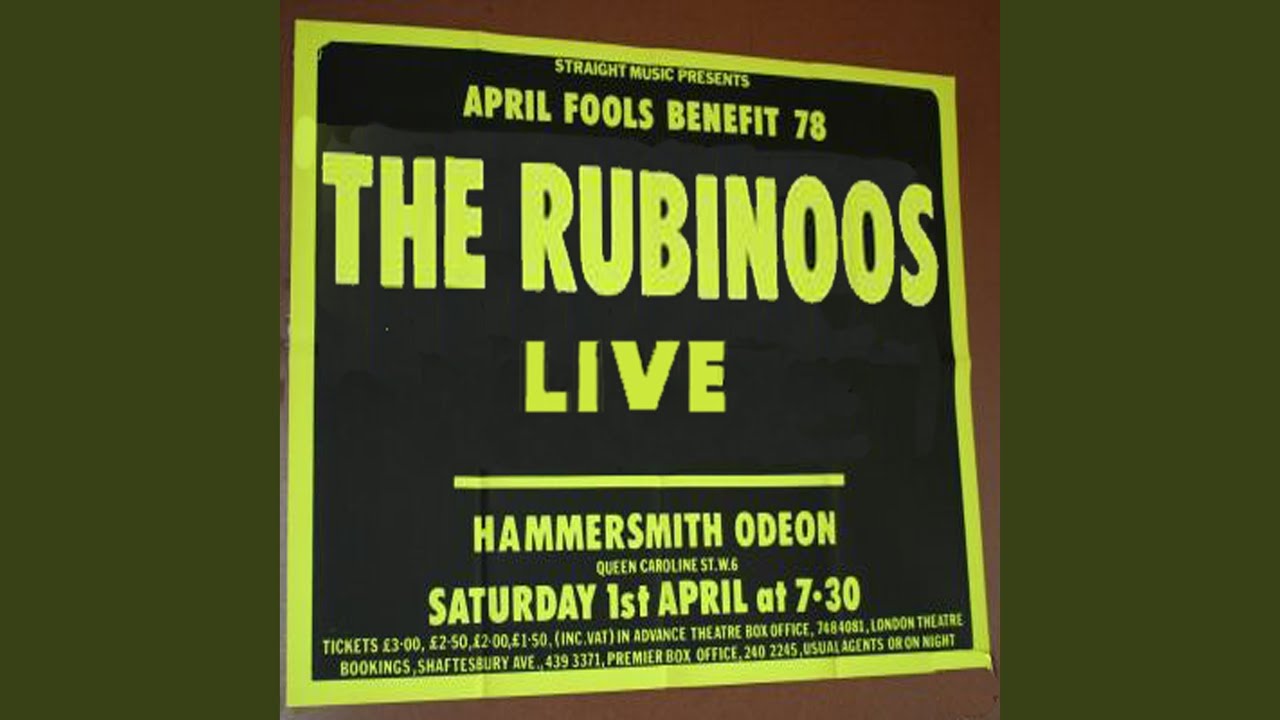 STRAIGHT MUSIC PRESENTS
APRIL FOOLS BENEFIT 78
THE RUBINOOS
LIVE
HAMMERSMITH ODEON
QUEEN CAROLINE ST. W.6
SATURDAY 1st APRIL at 7·30
TICKETS £3·00, £2·50, £2·00, £1·50, (INC. VAT) IN ADVANCE THEATRE BOX OFFICE, 748 4081, LONDON THEATRE
BOOKINGS, SHAFTESBURY AVE., 439 3371, PREMIER BOX OFFICE, 240 2245, USUAL AGENTS OR ON NIGHT